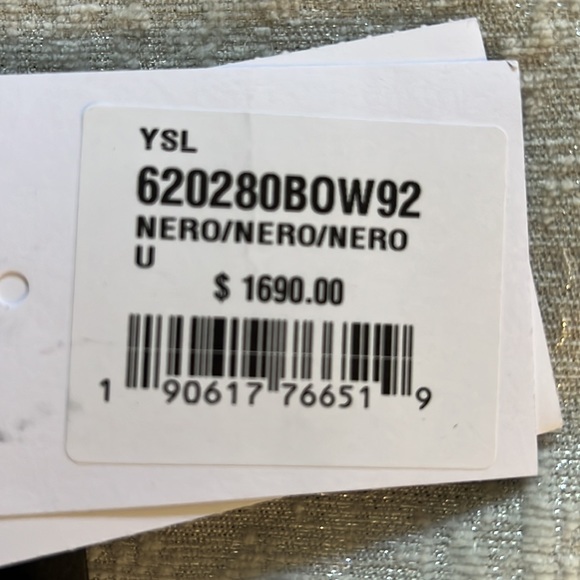 YSL
620280BOW92
NERO/NERO/NERO
U
$ 1690.00
1 90617 76651 9